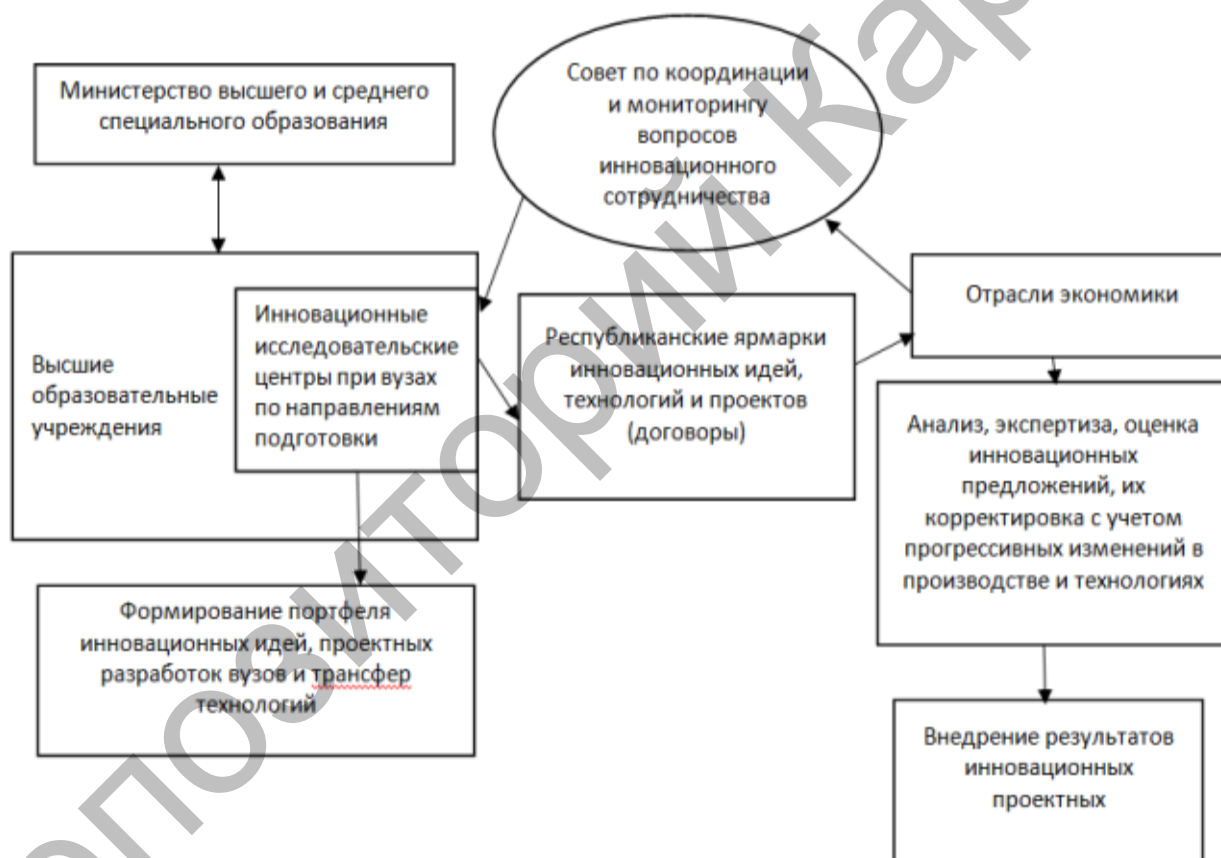 Министерство высшего и среднего
специального образования
Совет по координации
и мониторингу
вопросов
инновационного
сотрудничества
Высшие
образовательные
учреждения
Инновационные
исследовательские
центры при вузах
по направлениям
подготовки
Республиканские ярмарки
инновационных идей,
технологий и проектов
(договоры)
Отрасли экономики
Анализ, экспертиза, оценка
инновационных
предложений, их
корректировка с учетом
прогрессивных изменений в
производстве и технологиях
Формирование портфеля
инновационных идей, проектных
разработок вузов и трансфер
технологий
Внедрение результатов
инновационных
проектных